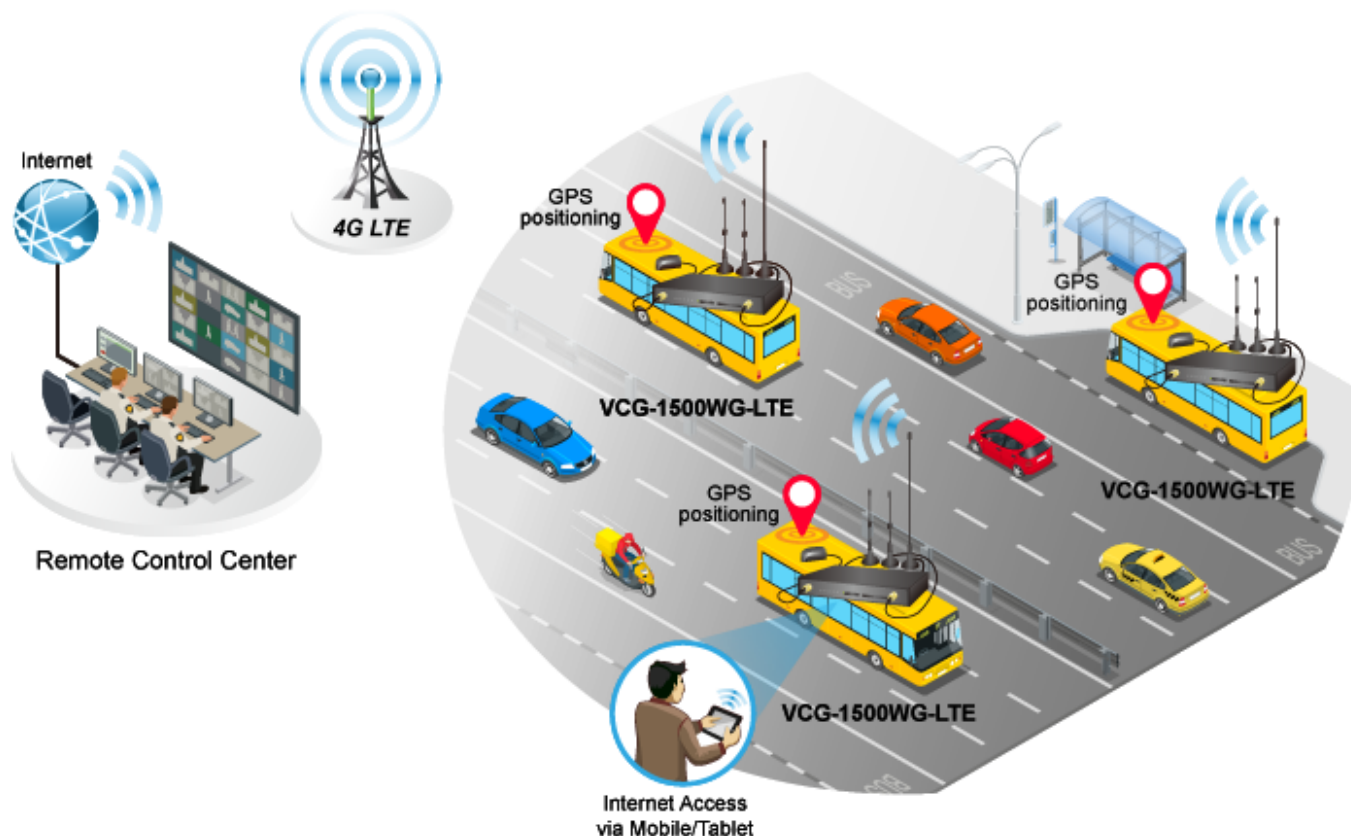 Internet
4G LTE
Remote Control Center
GPS
positioning
VCG-1500WG-LTE
BUS
GPS
positioning
VCG-1500WG-LTE
BUS
GPS
positioning
VCG-1500WG-LTE
BUS
Internet Access
via Mobile/Tablet